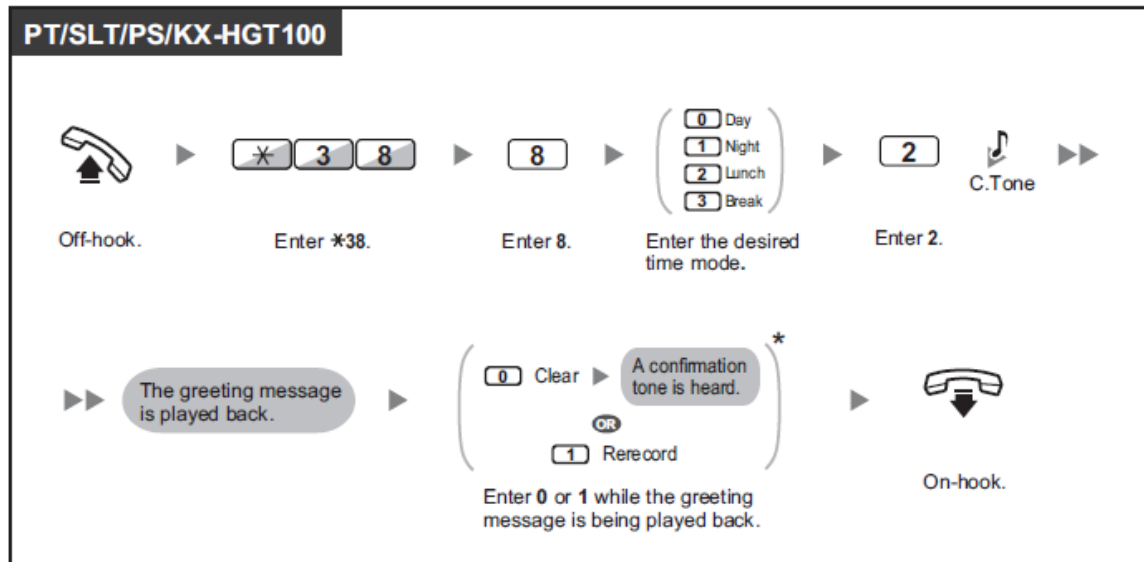 PT/SLT/PS/KX-HGT100
0 Day
1 Night
2 Lunch
3 Break
* 3 8
8
2
C.Tone
Off-hook.
Enter *38.
Enter 8.
Enter the desired
time mode.
Enter 2.
The greeting message
is played back.
0 Clear
A confirmation
tone is heard.
*
OR
1 Rerecord
Enter 0 or 1 while the greeting
message is being played back.
On-hook.